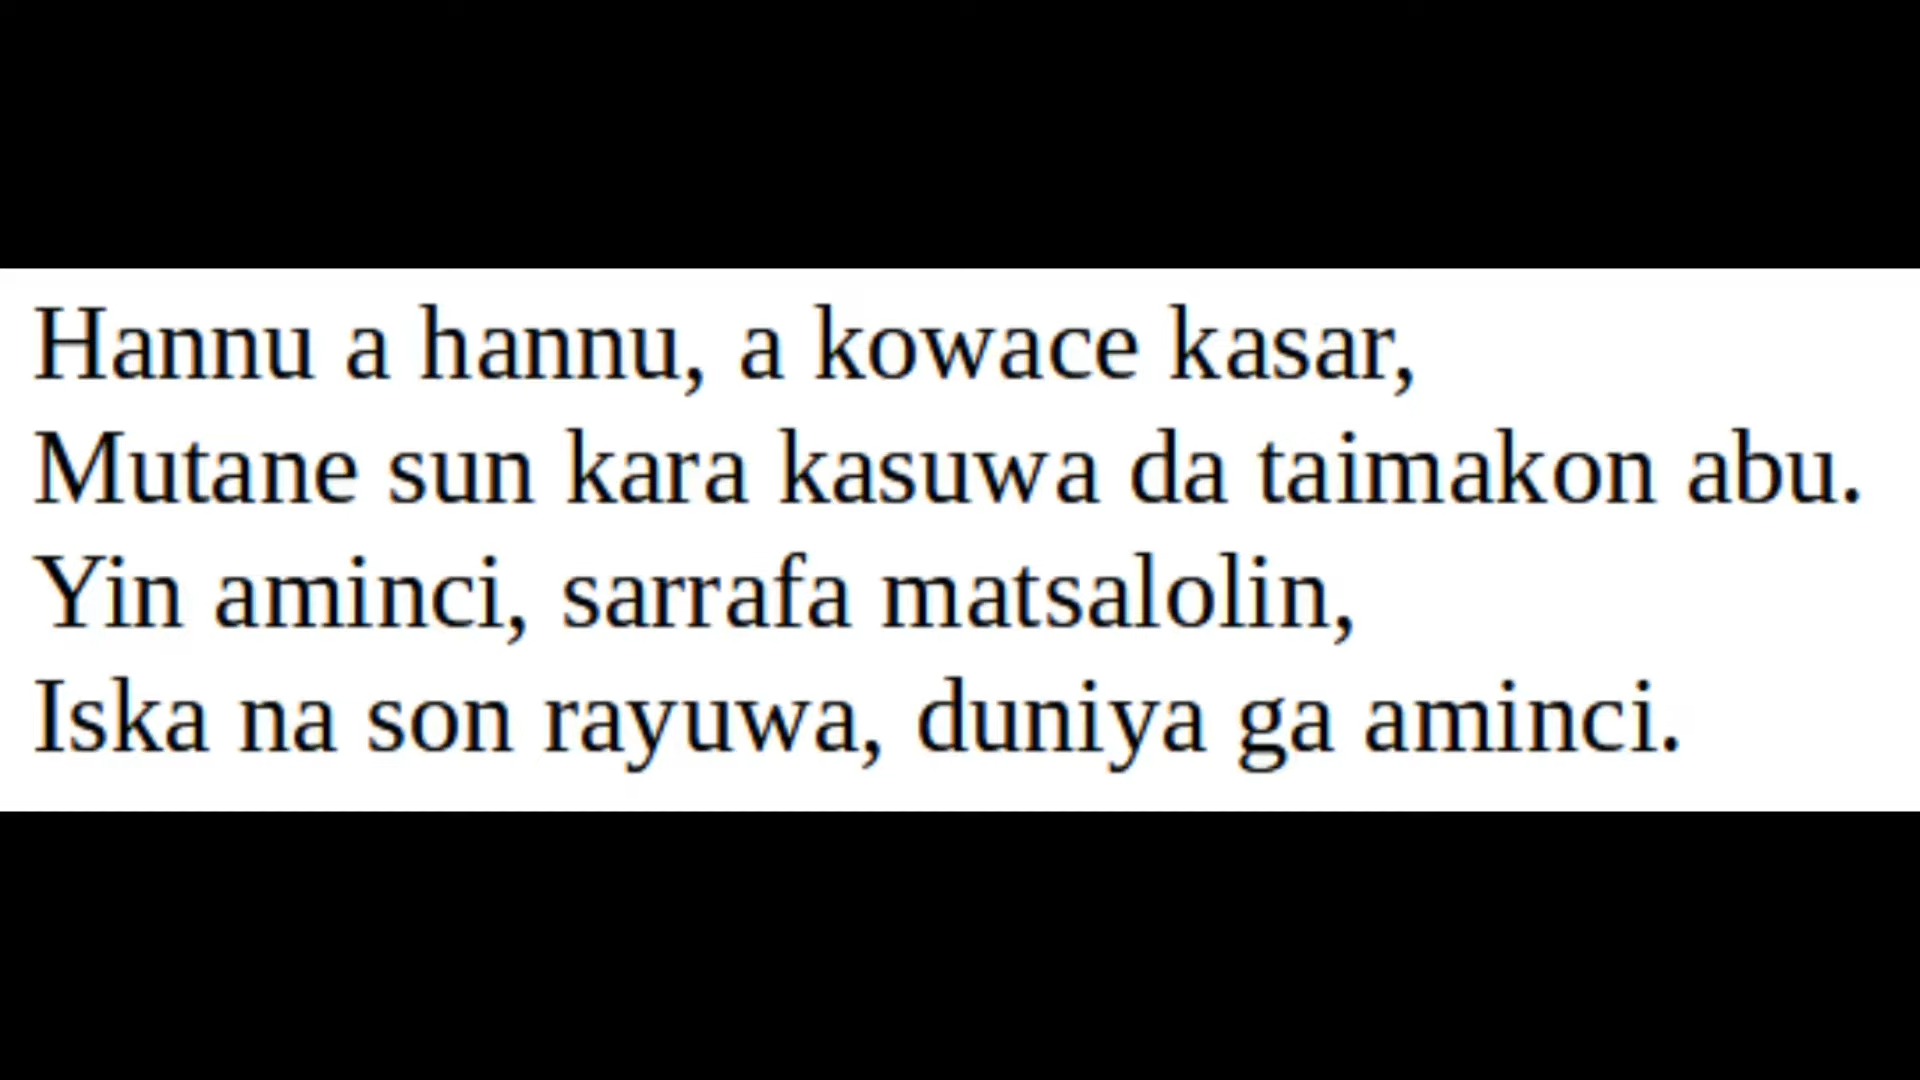 Hannu a hannu, a kowace kasar,
Mutane sun kara kasuwa da taimakon abu.
Yin aminci, sarrafa matsalolin,
Iska na son rayuwa, duniya ga aminci.